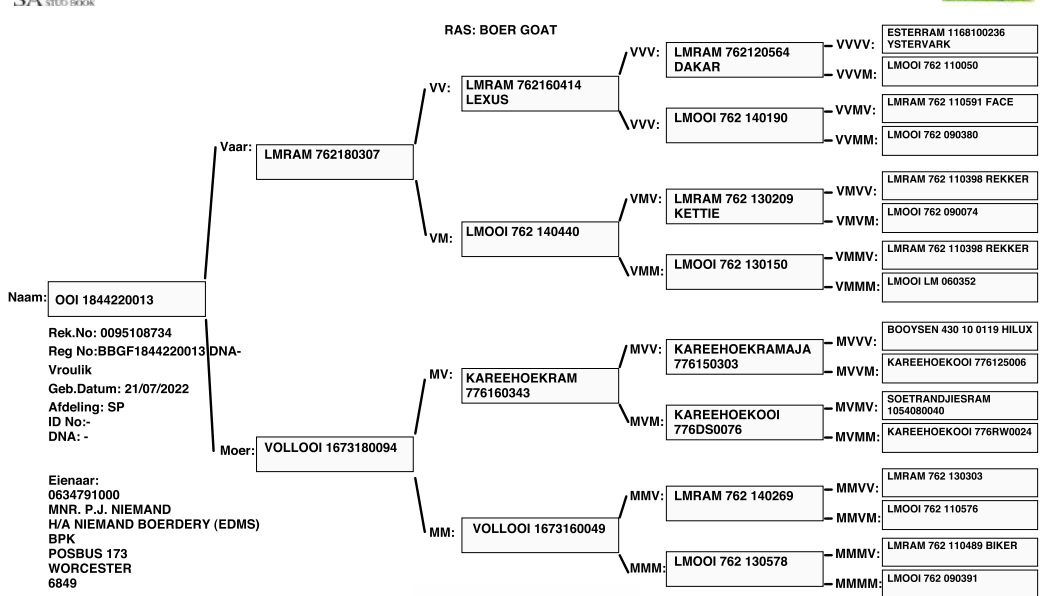 SA STUD BOOK
RAS: BOER GOAT
Naam: OOI 1844220013
Rek.No: 0095108734
Reg No:BBGF1844220013 DNA-
Vroulik
Geb.Datum: 21/07/2022
Afdeling: SP
ID No:-
DNA: -
Eienaar:
0634791000
MNR. P.J. NIEMAND
H/A NIEMAND BOERDERY (EDMS)
BPK
POSBUS 173
WORCESTER
6849
Vaar: LMRAM 762180307
Moer: VOLLOOI 1673180094
VV: LMRAM 762160414
LEXUS
VM: LMOOI 762 140440
MV: KAREEHOEKRAM
776160343
MM: VOLLOOI 1673160049
VVV: LMRAM 762120564
DAKAR
VVV: LMOOI 762 140190
VMV: LMRAM 762 130209
KETTIE
VMM: LMOOI 762 130150
MVV: KAREEHOEKRAMAJA
776150303
MVM: KAREEHOEKOOI
776DS0076
MMV: LMRAM 762 140269
MMM: LMOOI 762 130578
VVVV: ESTERRAM 1168100236
YSTERVARK
VVVM: LMOOI 762 110050
VVMV: LMRAM 762 110591 FACE
VVMM: LMOOI 762 090380
VMVV: LMRAM 762 110398 REKKER
VMVM: LMOOI 762 090074
VMMV: LMRAM 762 110398 REKKER
VMMM: LMOOI LM 060352
MVVV: BOOYSEN 430 10 0119 HILUX
MVVM: KAREEHOEKOOI 776125006
MVMV: SOETRANDJIESRAM
1054080040
MVMM: KAREEHOEKOOI 776RW0024
MMVV: LMRAM 762 130303
MMVM: LMOOI 762 110576
MMMV: LMRAM 762 110489 BIKER
MMMM: LMOOI 762 090391